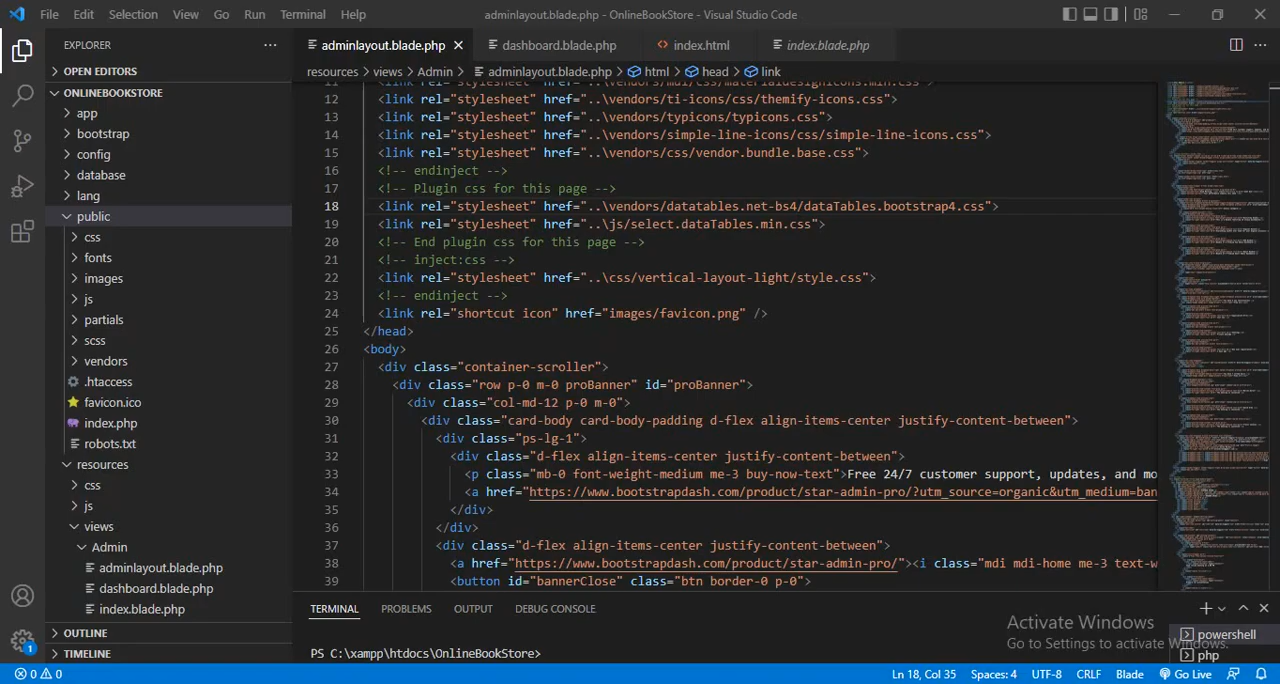 File Edit Selection View Go Run Terminal Help adminlayout.blade.php - OnlineBookStore - Visual Studio Code
EXPLORER
OPEN EDITORS
ONLINEBOOKSTORE
app
bootstrap
config
database
lang
public
css
fonts
images
js
partials
scss
vendors
.htaccess
favicon.ico
index.php
robots.txt
resources
css
js
views
Admin
adminlayout.blade.php
dashboard.blade.php
index.blade.php
OUTLINE
TIMELINE
adminlayout.blade.php dashboard.blade.php index.html index.blade.php
resources > views > Admin > adminlayout.blade.php > html > head > link
11 <link rel="stylesheet" href="..\vendors/mdi/css/materialdesignicons.min.css">
12 <link rel="stylesheet" href="..\vendors/ti-icons/css/themify-icons.css">
13 <link rel="stylesheet" href="..\vendors/typicons/typicons.css">
14 <link rel="stylesheet" href="..\vendors/simple-line-icons/css/simple-line-icons.css">
15 <link rel="stylesheet" href="..\vendors/css/vendor.bundle.base.css">
16 <!-- endinject -->
17 <!-- Plugin css for this page -->
18 <link rel="stylesheet" href="..\vendors/datatables.net-bs4/dataTables.bootstrap4.css">
19 <link rel="stylesheet" href="..\js/select.dataTables.min.css">
20 <!-- End plugin css for this page -->
21 <!-- inject:css -->
22 <link rel="stylesheet" href="..\css/vertical-layout-light/style.css">
23 <!-- endinject -->
24 <link rel="shortcut icon" href="images/favicon.png" />
25 </head>
26 <body>
27 <div class="container-scroller">
28 <div class="row p-0 m-0 proBanner" id="proBanner">
29 <div class="col-md-12 p-0 m-0">
30 <div class="card-body card-body-padding d-flex align-items-center justify-content-between">
31 <div class="ps-lg-1">
32 <div class="d-flex align-items-center justify-content-between">
33 <p class="mb-0 font-weight-medium me-3 buy-now-text">Free 24/7 customer support, updates, and mo
34 <a href="https://www.bootstrapdash.com/product/star-admin-pro/?utm_source=organic&utm_medium=ban
35 </div>
36 </div>
37 <div class="d-flex align-items-center justify-content-between">
38 <a href="https://www.bootstrapdash.com/product/star-admin-pro/"><i class="mdi mdi-home me-3 text-w
39 <button id="bannerClose" class="btn border-0 p-0">
TERMINAL PROBLEMS OUTPUT DEBUG CONSOLE
PS C:\xampp\htdocs\OnlineBookStore>
powershell
php
Activate Windows
Go to Settings to activate Windows.
1
0 0 Ln 18, Col 35 Spaces: 4 UTF-8 CRLF Blade Go Live